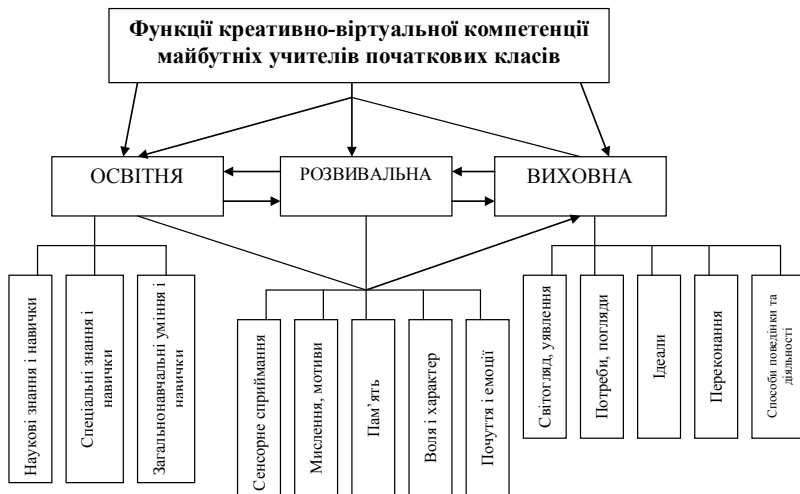 Функції креативно-віртуальної компетенції
майбутніх учителів початкових класів
ОСВІТНЯ
РОЗВИВАЛЬНА
ВИХОВНА
Наукові знання і навички
Спеціальні знання і
навички
Загальнонавчальні уміння і
навички
Сенсорне сприймання
Мислення, мотиви
Пам’ять
Воля і характер
Почуття і емоції
Світогляд, уявлення
Потреби, погляди
Ідеали
Переконання
Способи поведінки та
діяльності